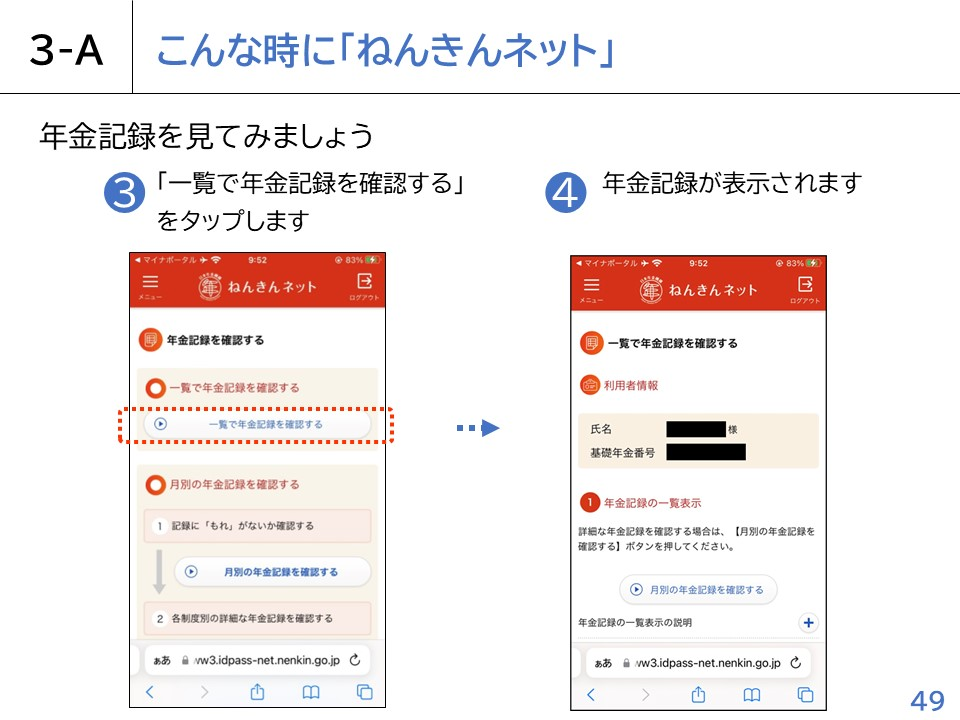 3-A
こんな時に「ねんきんネット」
年金記録を見てみましょう
3
「一覧で年金記録を確認する」
をタップします
4
年金記録が表示されます
マイナポータル
9:52
83%
メニュー
ねんきんネット
ログアウト
年金記録を確認する
一覧で年金記録を確認する
一覧で年金記録を確認する
月別の年金記録を確認する
1 記録に「もれ」がないか確認する
月別の年金記録を確認する
2 各制度別の詳細な年金記録を確認する
ぁあ
w3.idpass-net.nenkin.go.jp
マイナポータル
9:52
83%
メニュー
ねんきんネット
ログアウト
一覧で年金記録を確認する
利用者情報
氏名 様
基礎年金番号
1 年金記録の一覧表示
詳細な年金記録を確認する場合は、【月別の年金記録を
確認する】ボタンを押してください。
月別の年金記録を確認する
年金記録の一覧表示の説明
ぁあ
w3.idpass-net.nenkin.go.jp
49